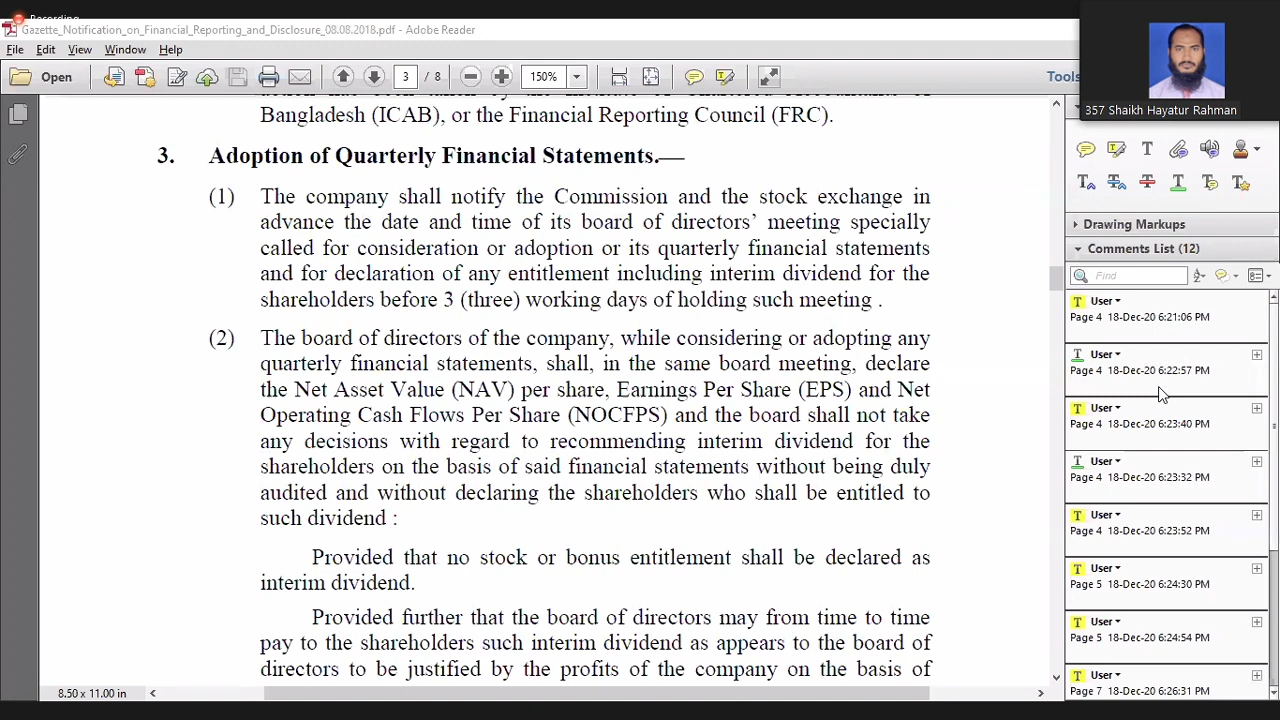 Recording
Gazette_Notification_on_Financial_Reporting_and_Disclosure_08.08.2018.pdf - Adobe Reader
File Edit View Window Help
Open 3 / 8 150% Tools
357 Shaikh Hayatur Rahman
Bangladesh (ICAB), or the Financial Reporting Council (FRC).
3. Adoption of Quarterly Financial Statements.—
(1) The company shall notify the Commission and the stock exchange in
advance the date and time of its board of directors’ meeting specially
called for consideration or adoption or its quarterly financial statements
and for declaration of any entitlement including interim dividend for the
shareholders before 3 (three) working days of holding such meeting .
(2) The board of directors of the company, while considering or adopting any
quarterly financial statements, shall, in the same board meeting, declare
the Net Asset Value (NAV) per share, Earnings Per Share (EPS) and Net
Operating Cash Flows Per Share (NOCFPS) and the board shall not take
any decisions with regard to recommending interim dividend for the
shareholders on the basis of said financial statements without being duly
audited and without declaring the shareholders who shall be entitled to
such dividend :
Provided that no stock or bonus entitlement shall be declared as
interim dividend.
Provided further that the board of directors may from time to time
pay to the shareholders such interim dividend as appears to the board of
directors to be justified by the profits of the company on the basis of
8.50 x 11.00 in
Drawing Markups
Comments List (12)
Find
User
Page 4 18-Dec-20 6:21:06 PM
User
Page 4 18-Dec-20 6:22:57 PM
User
Page 4 18-Dec-20 6:23:40 PM
User
Page 4 18-Dec-20 6:23:32 PM
User
Page 4 18-Dec-20 6:23:52 PM
User
Page 5 18-Dec-20 6:24:30 PM
User
Page 5 18-Dec-20 6:24:54 PM
User
Page 7 18-Dec-20 6:26:31 PM